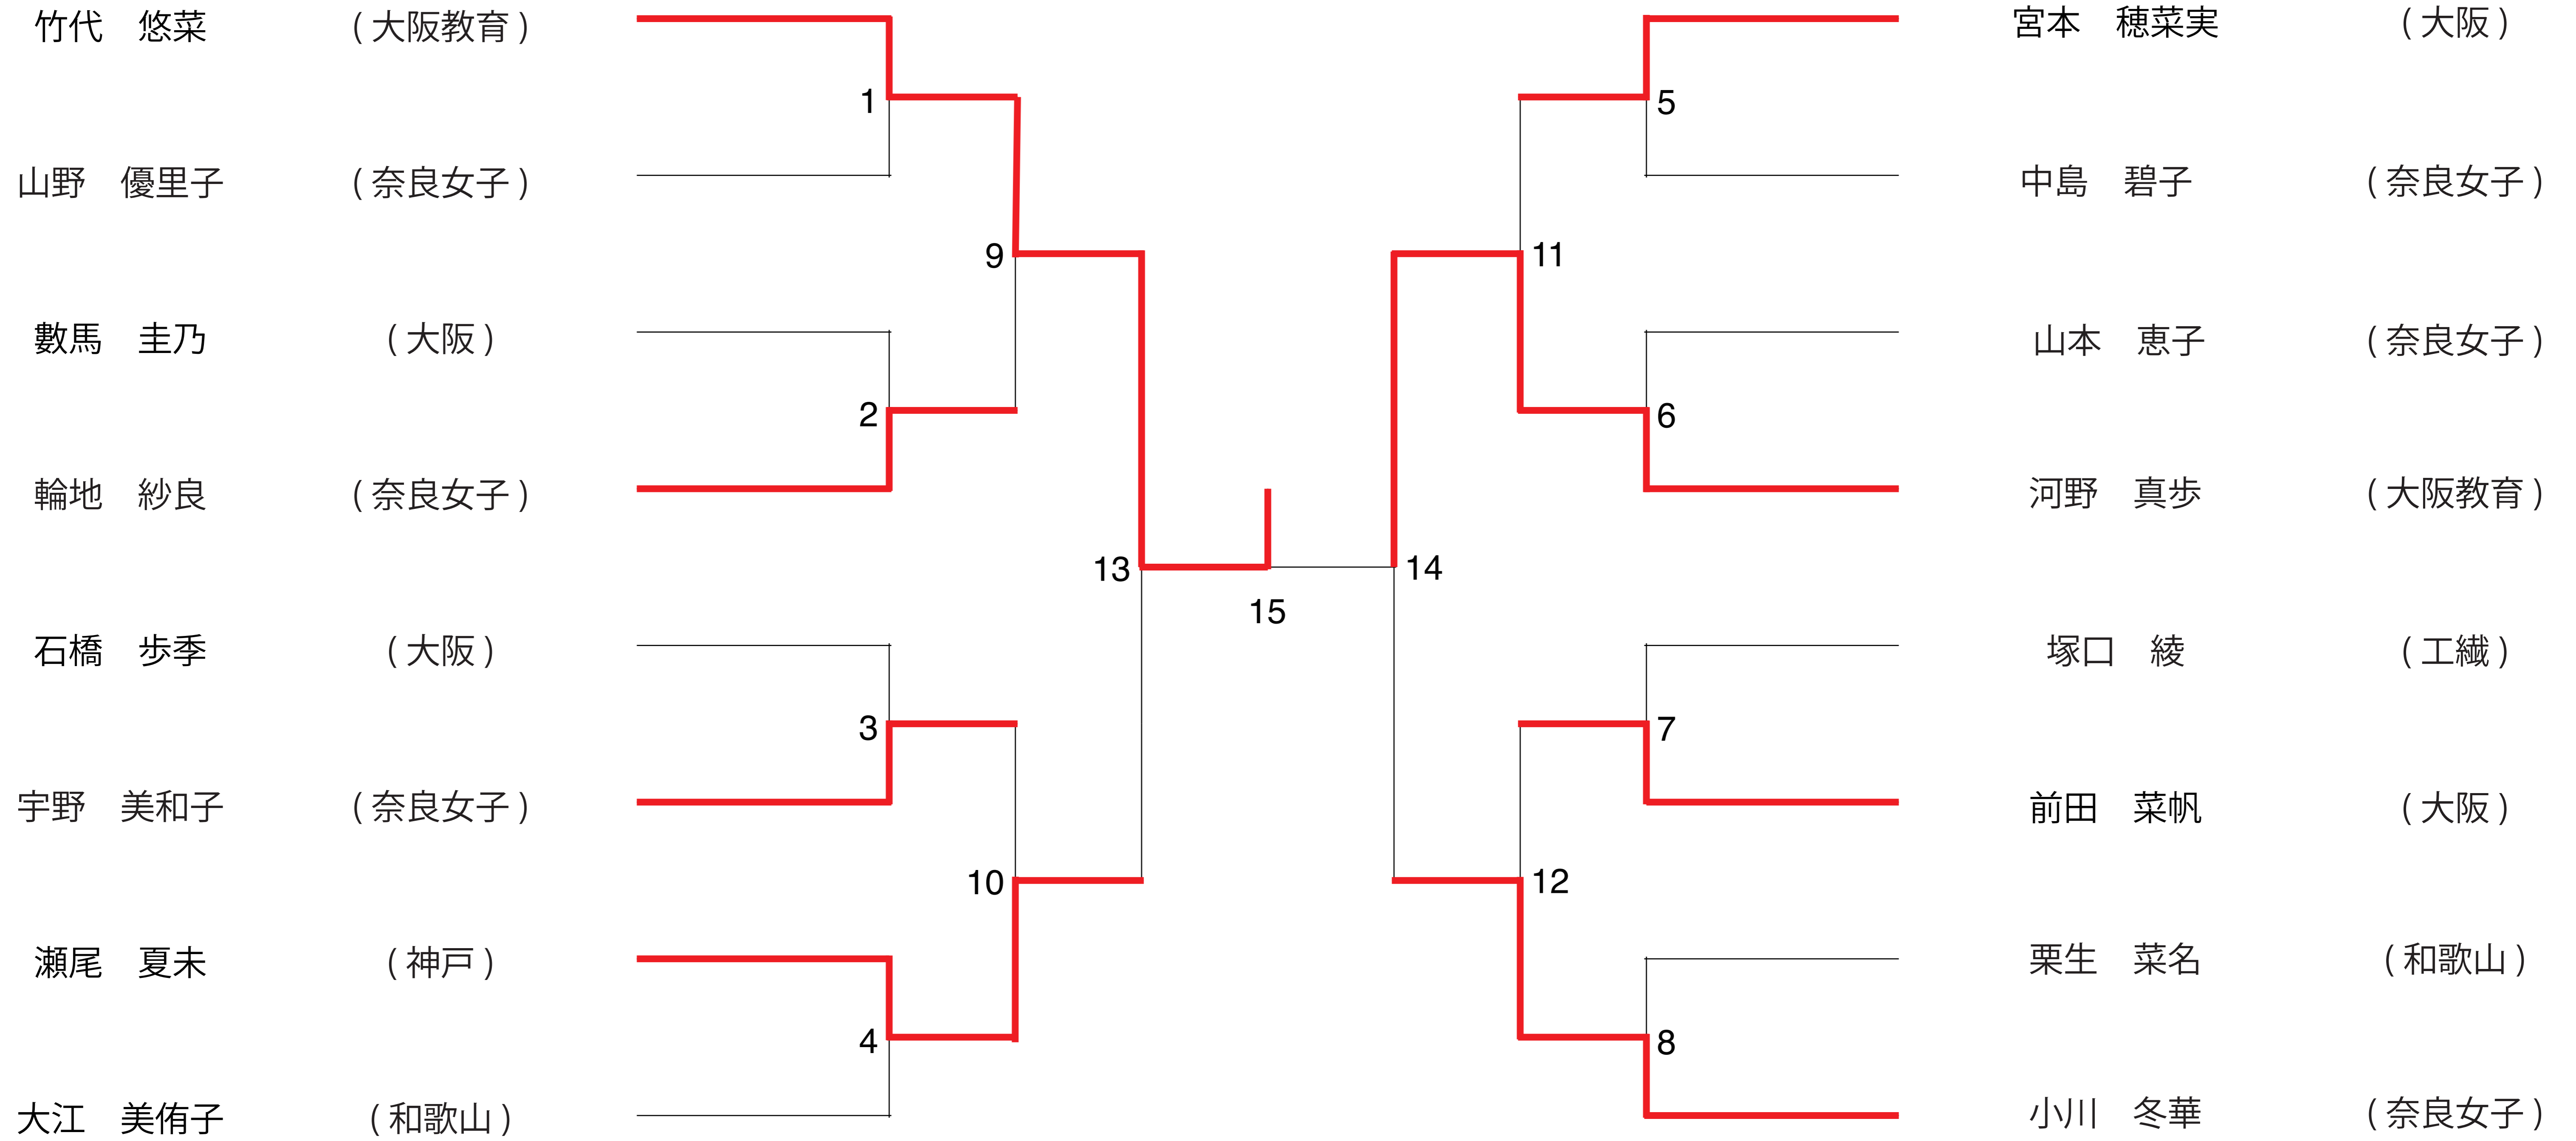 竹代　悠菜 (大阪教育)
山野　優里子 (奈良女子)
數馬　圭乃 (大阪)
輪地　紗良 (奈良女子)
石橋　歩季 (大阪)
宇野　美和子 (奈良女子)
瀬尾　夏未 (神戸)
大江　美侑子 (和歌山)
1
2
3
4
9
10
13
15
14
11
12
5
6
7
8
宮本　穂菜実 (大阪)
中島　碧子 (奈良女子)
山本　恵子 (奈良女子)
河野　真歩 (大阪教育)
塚口　綾 (工繊)
前田　菜帆 (大阪)
栗生　菜名 (和歌山)
小川　冬華 (奈良女子)